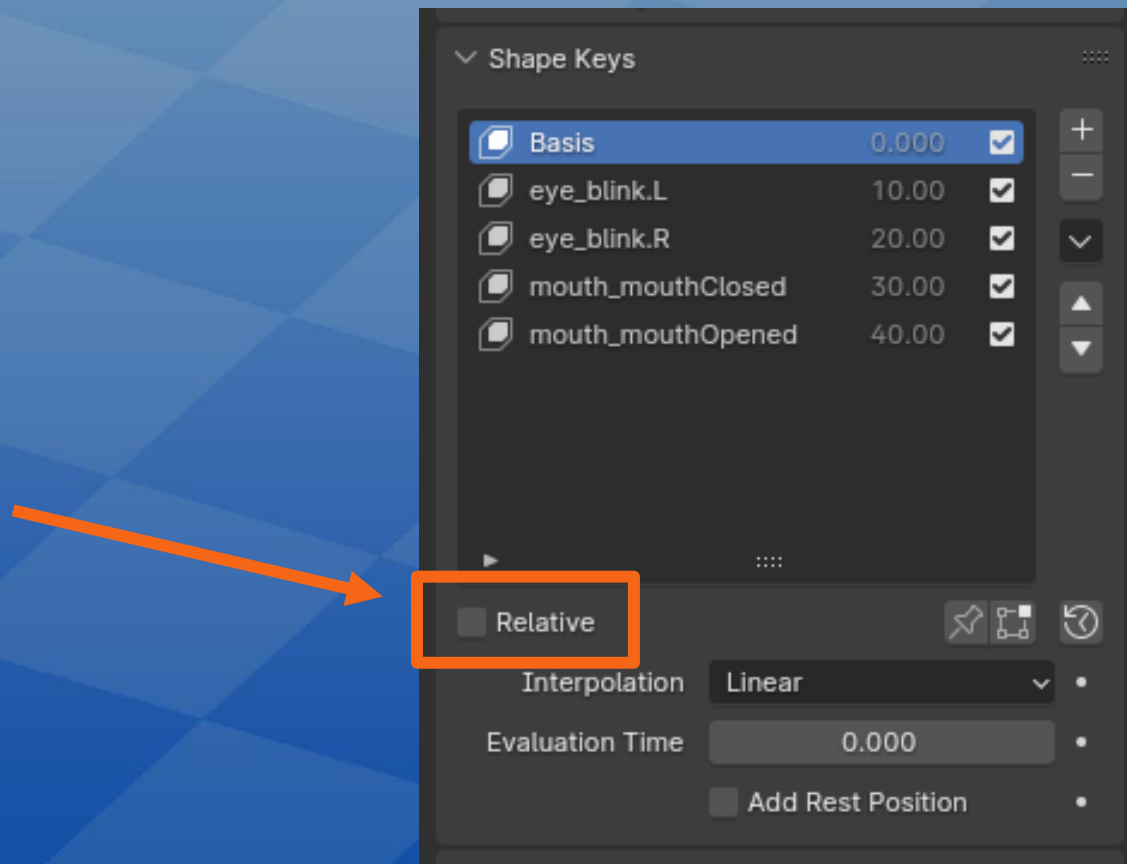 Shape Keys
Basis 0.000
eye_blink.L 10.00
eye_blink.R 20.00
mouth_mouthClosed 30.00
mouth_mouthOpened 40.00
Relative
Interpolation Linear
Evaluation Time 0.000
Add Rest Position